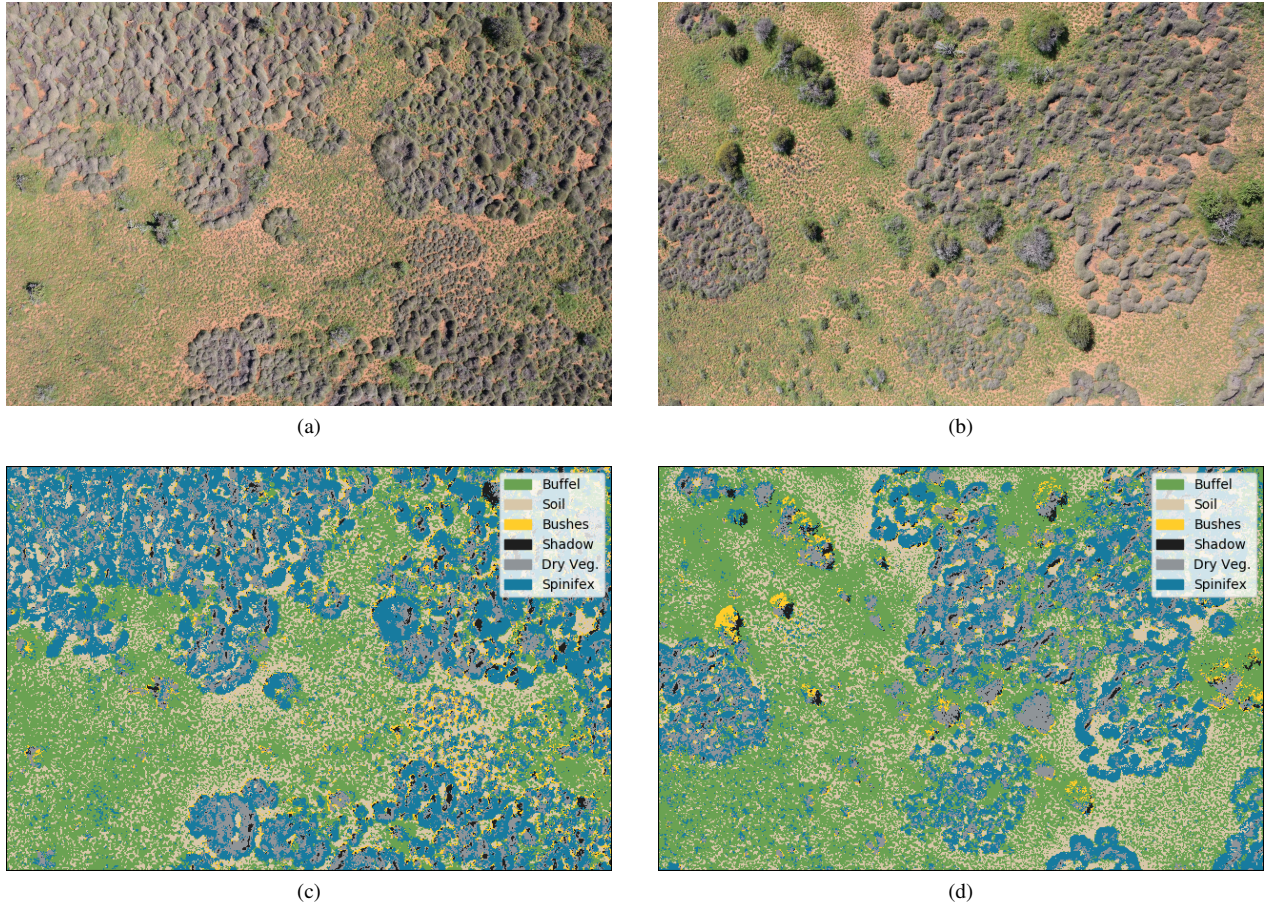 (a)
(b)
Buffel
Soil
Bushes
Shadow
Dry Veg.
Spinifex
Buffel
Soil
Bushes
Shadow
Dry Veg.
Spinifex
(c)
(d)